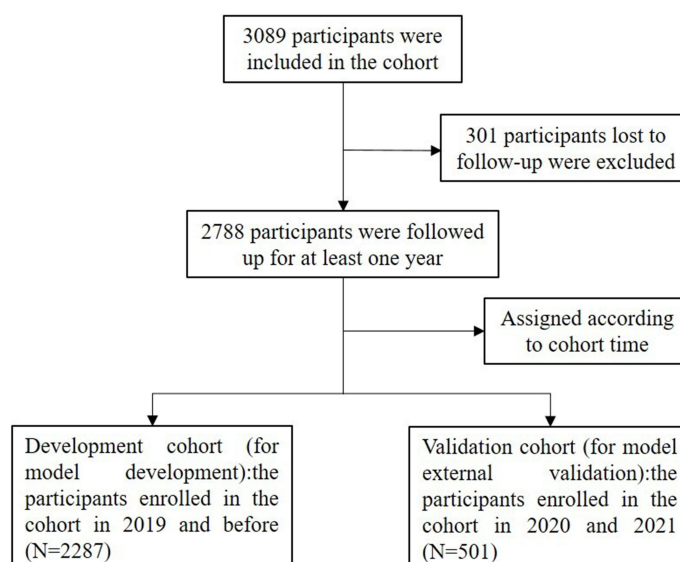 3089 participants were
included in the cohort
301 participants lost to
follow-up were excluded
2788 participants were followed
up for at least one year
Assigned according
to cohort time
Development cohort (for
model development):the
participants enrolled in the
cohort in 2019 and before
(N=2287)
Validation cohort (for model
external validation):the
participants enrolled in the
cohort in 2020 and 2021
(N=501)